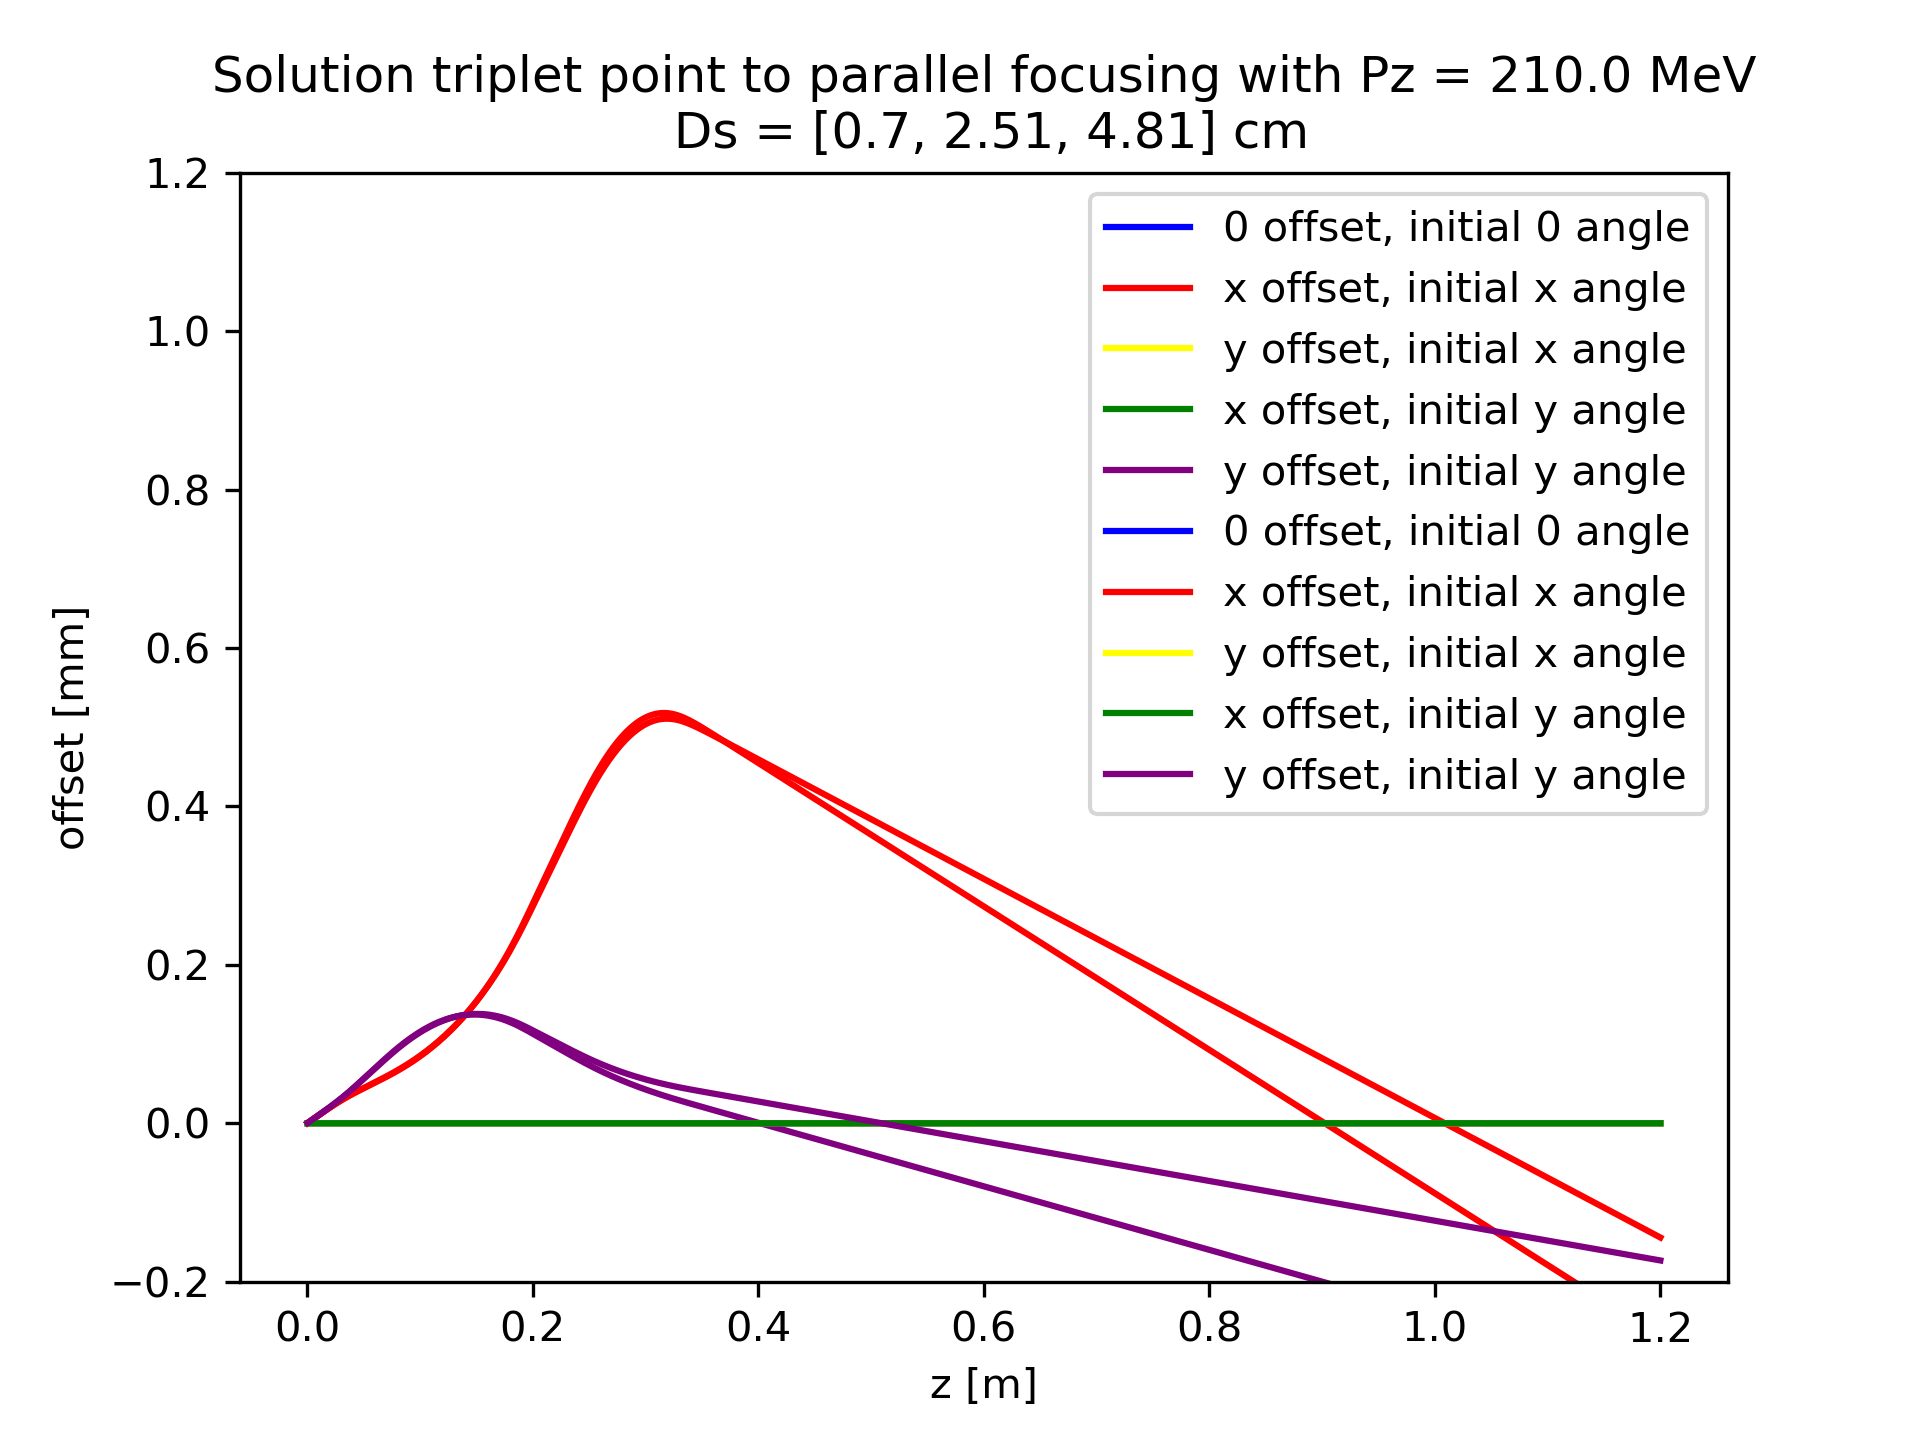 Solution triplet point to parallel focusing with Pz = 210.0 MeV
Ds = [0.7, 2.51, 4.81] cm
1.2
1.0
0.8
0.6
0.4
0.2
0.0
−0.2
offset [mm]
0 offset, initial 0 angle
x offset, initial x angle
y offset, initial x angle
x offset, initial y angle
y offset, initial y angle
0 offset, initial 0 angle
x offset, initial x angle
y offset, initial x angle
x offset, initial y angle
y offset, initial y angle
0.0 0.2 0.4 0.6 0.8 1.0 1.2
z [m]